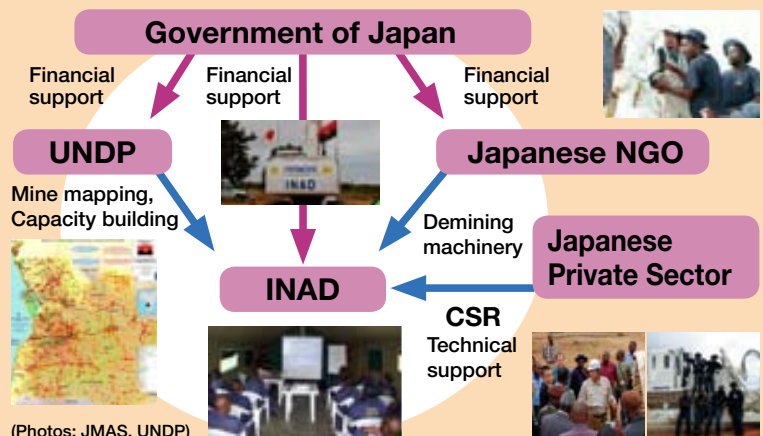 Government of Japan
Financial
support
Financial
support
Financial
support
UNDP
Japanese NGO
INAD
Mine mapping,
Capacity building
Demining
machinery
Japanese
Private Sector
INAD
CSR
Technical
support
(Photos: JMAS, UNDP)